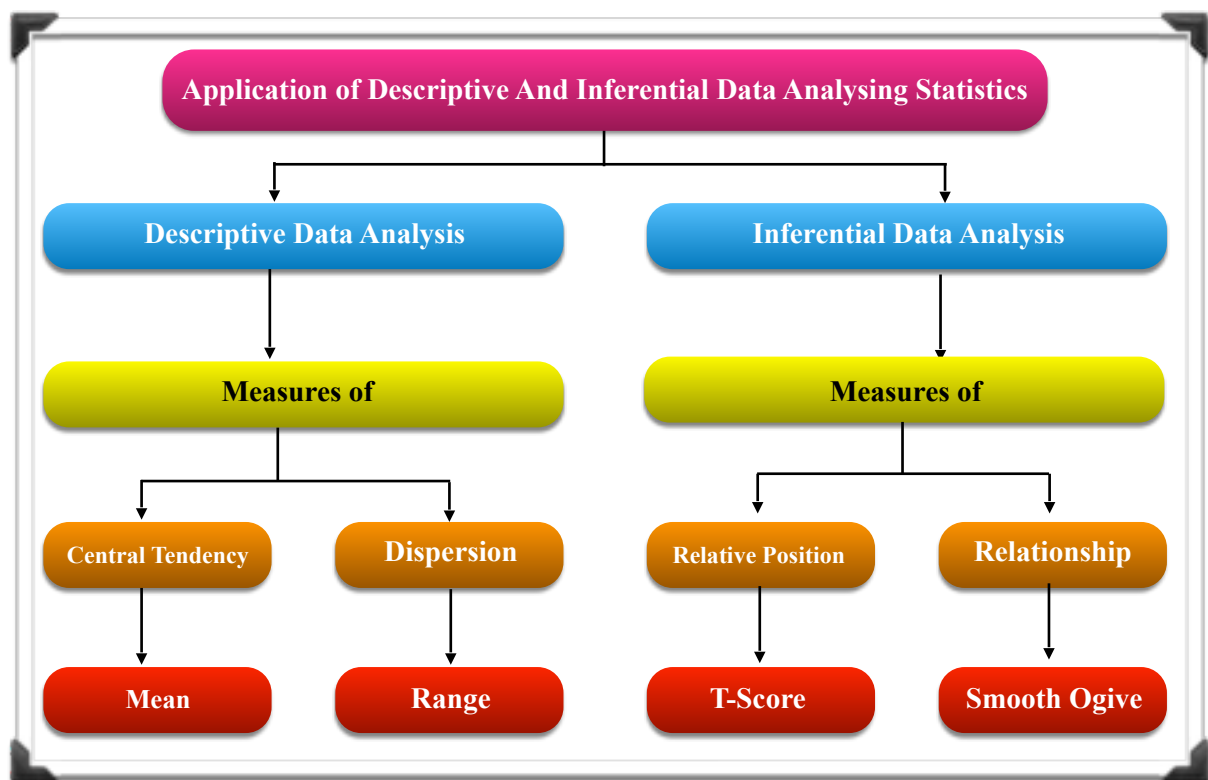 Application of Descriptive And Inferential Data Analysing Statistics
Descriptive Data Analysis
Inferential Data Analysis
Measures of
Measures of
Central Tendency
Dispersion
Relative Position
Relationship
Mean
Range
T-Score
Smooth Ogive